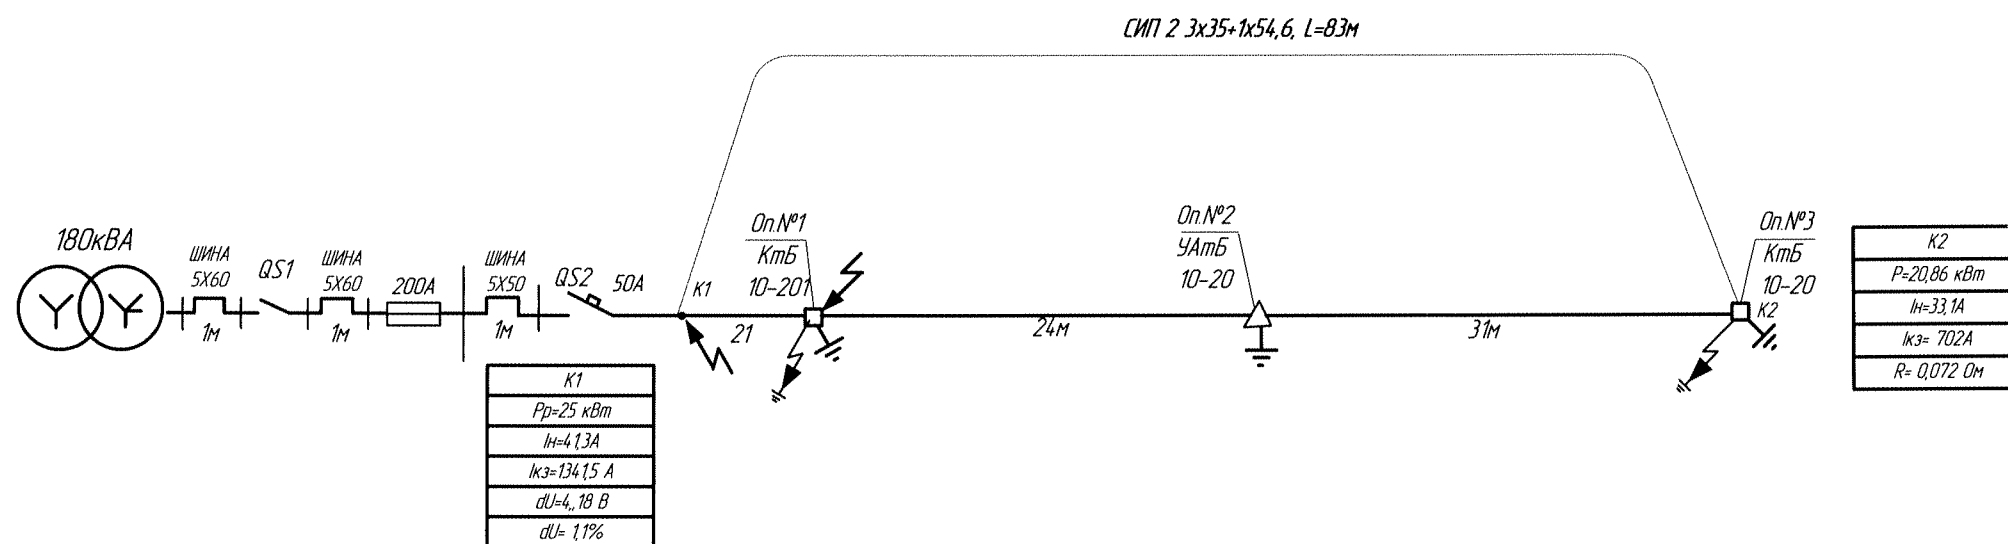 СИП 2 3х35+1х54,6, L=83м
180кВА
ШИНА
5Х60
1м
QS1
ШИНА
5Х60
1м
200А
ШИНА
5Х50
1м
QS2
50А
К1
21
Оп.№1
КтБ
10-201
24м
Оп.№2
УАтБ
10-20
31м
Оп.№3
КтБ
10-20
К2
К1
Рр=25 кВт
Iн=41,3А
Iкз=1341,5 А
dU=4,,18 В
dU= 1,1%
К2
Р=20,86 кВт
Iн=33,1А
Iкз= 702А
R= 0,072 Ом